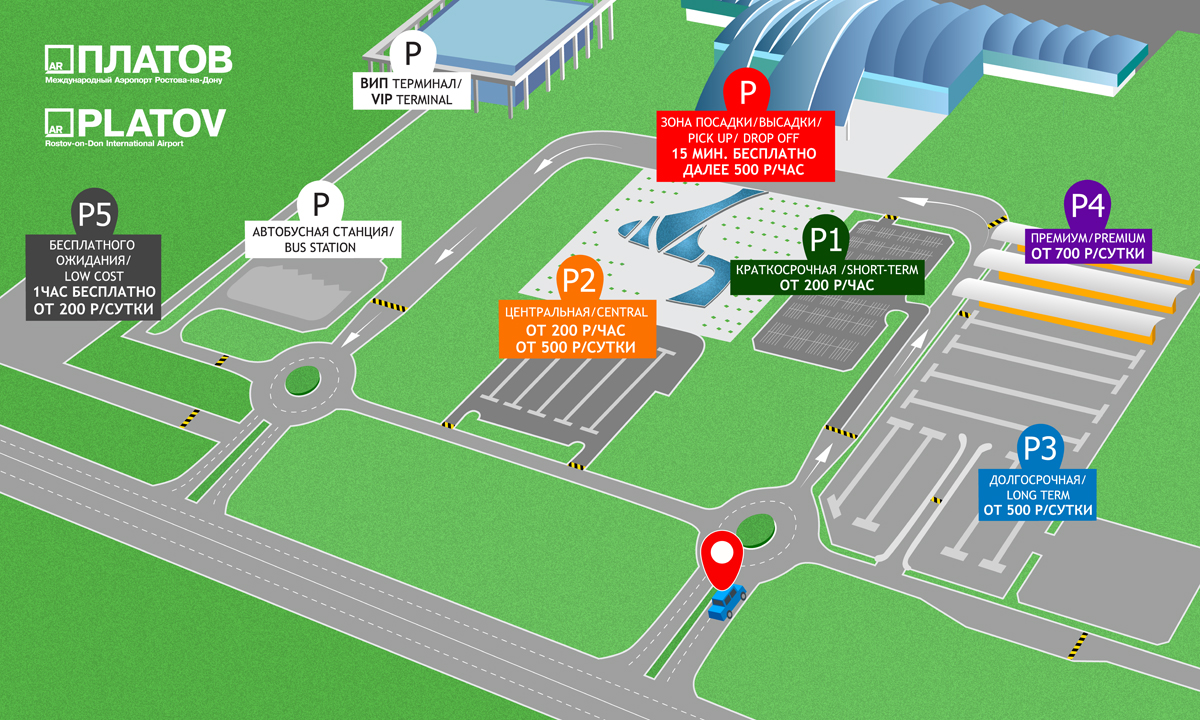 AR ПЛАТОВ
Международный Аэропорт Ростова-на-Дону
AR PLATOV
Rostov-on-Don International Airport
P
ВИП ТЕРМИНАЛ/
VIP TERMINAL
P
ЗОНА ПОСАДКИ/ВЫСАДКИ/
PICK UP/ DROP OFF
15 МИН. БЕСПЛАТНО
ДАЛЕЕ 500 Р/ЧАС
P5
БЕСПЛАТНОГО
ОЖИДАНИЯ/
LOW COST
1ЧАС БЕСПЛАТНО
ОТ 200 Р/СУТКИ
P
АВТОБУСНАЯ СТАНЦИЯ/
BUS STATION
P4
ПРЕМИУМ/PREMIUM
ОТ 700 Р/СУТКИ
P1
КРАТКОСРОЧНАЯ /SHORT-TERM
ОТ 200 Р/ЧАС
P2
ЦЕНТРАЛЬНАЯ/CENTRAL
ОТ 200 Р/ЧАС
ОТ 500 Р/СУТКИ
P3
ДОЛГОСРОЧНАЯ/
LONG TERM
ОТ 500 Р/СУТКИ